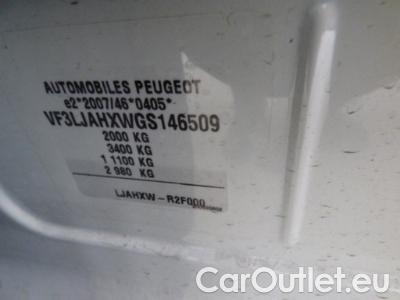 AUTOMOBILES PEUGEOT
e2*2007/46*0405*
VF3LJAHXWGS146509
2000 KG
3400 KG
1 1100 KG
2 980 KG
LJAHXW-R2F000
CarOutlet.eu